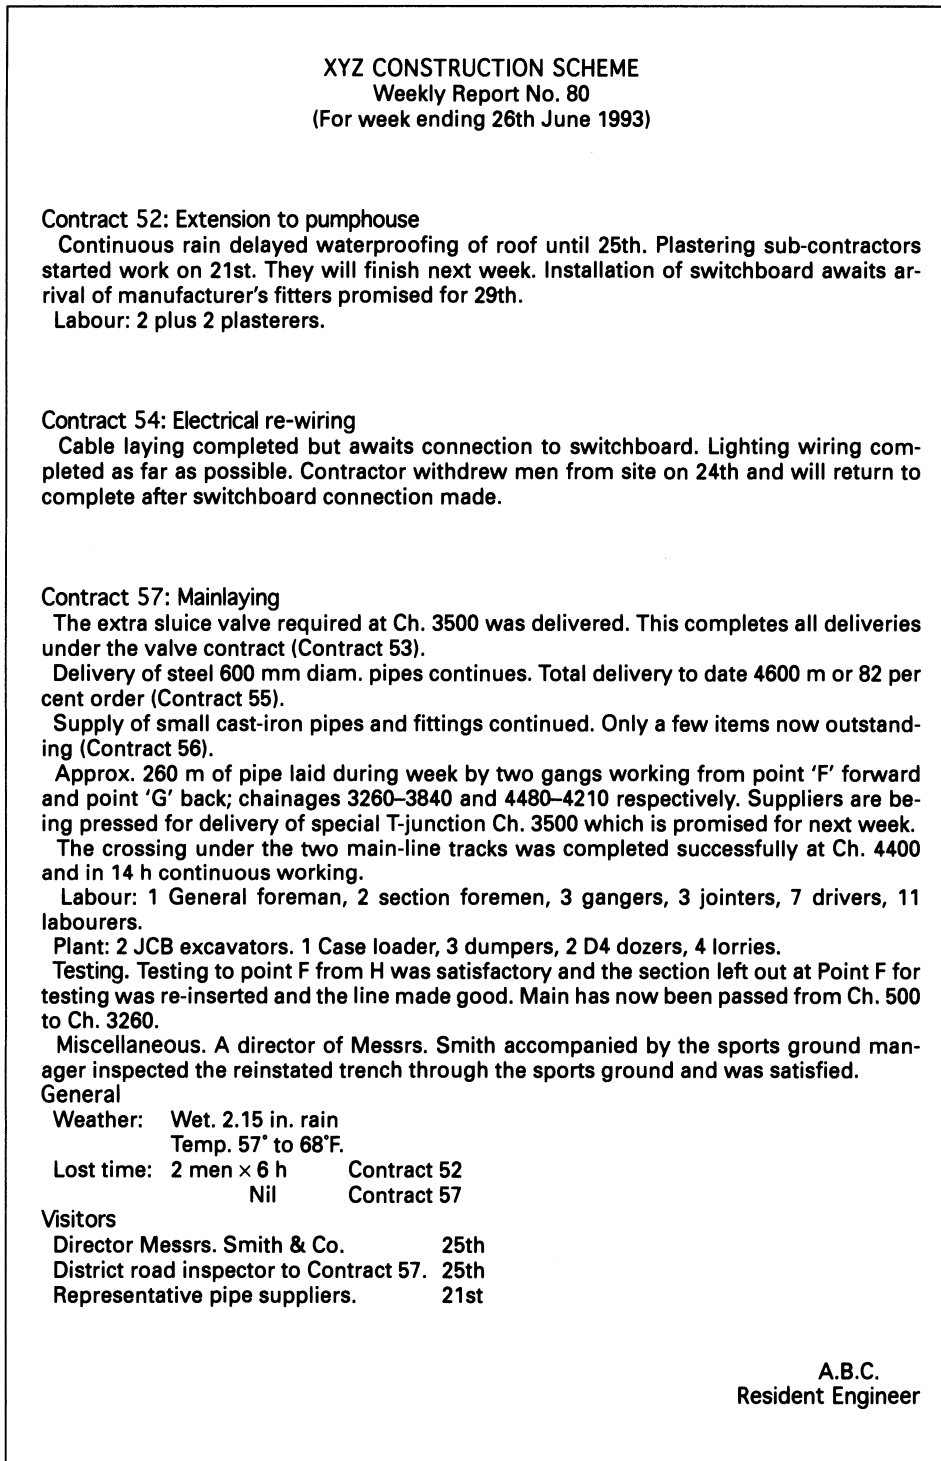 XYZ CONSTRUCTION SCHEME
Weekly Report No. 80
(For week ending 26th June 1993)
Contract 52: Extension to pumphouse
Continuous rain delayed waterproofing of roof until 25th. Plastering sub-contractors
started work on 21st. They will finish next week. Installation of switchboard awaits ar-
rival of manufacturer's fitters promised for 29th.
Labour: 2 plus 2 plasterers.
Contract 54: Electrical re-wiring
Cable laying completed but awaits connection to switchboard. Lighting wiring com-
pleted as far as possible. Contractor withdrew men from site on 24th and will return to
complete after switchboard connection made.
Contract 57: Mainlaying
The extra sluice valve required at Ch. 3500 was delivered. This completes all deliveries
under the valve contract (Contract 53).
Delivery of steel 600 mm diam. pipes continues. Total delivery to date 4600 m or 82 per
cent order (Contract 55).
Supply of small cast-iron pipes and fittings continued. Only a few items now outstand-
ing (Contract 56).
Approx. 260 m of pipe laid during week by two gangs working from point 'F' forward
and point 'G' back; chainages 3260–3840 and 4480–4210 respectively. Suppliers are be-
ing pressed for delivery of special T-junction Ch. 3500 which is promised for next week.
The crossing under the two main-line tracks was completed successfully at Ch. 4400
and in 14 h continuous working.
Labour: 1 General foreman, 2 section foremen, 3 gangers, 3 jointers, 7 drivers, 11
labourers.
Plant: 2 JCB excavators. 1 Case loader, 3 dumpers, 2 D4 dozers, 4 lorries.
Testing. Testing to point F from H was satisfactory and the section left out at Point F for
testing was re-inserted and the line made good. Main has now been passed from Ch. 500
to Ch. 3260.
Miscellaneous. A director of Messrs. Smith accompanied by the sports ground man-
ager inspected the reinstated trench through the sports ground and was satisfied.
General
Weather: Wet. 2.15 in. rain
Temp. 57° to 68°F.
Lost time: 2 men × 6 h Contract 52
Nil Contract 57
Visitors
Director Messrs. Smith & Co. 25th
District road inspector to Contract 57. 25th
Representative pipe suppliers. 21st
A.B.C.
Resident Engineer